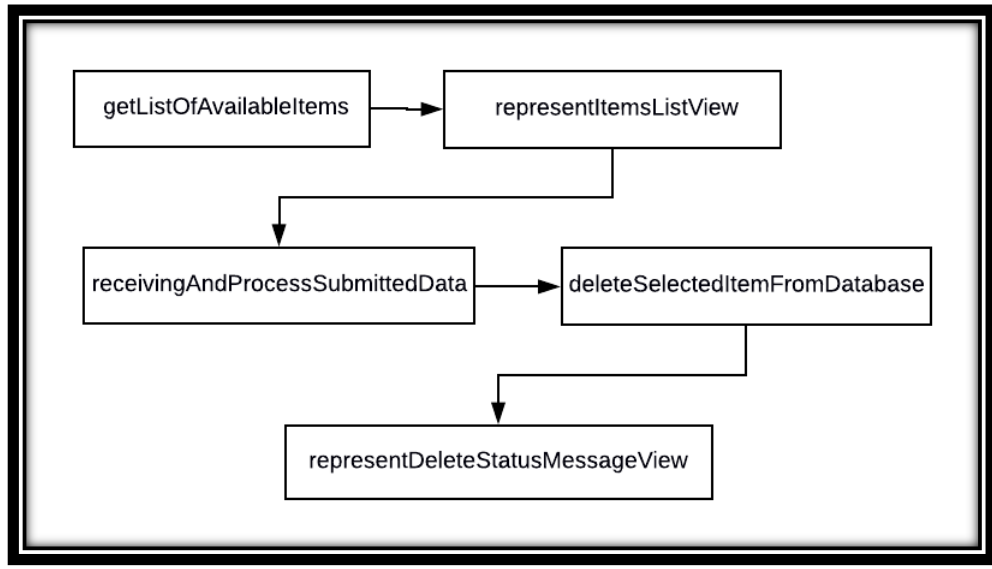 getListOfAvailableItems
representItemsListView
receivingAndProcessSubmittedData
deleteSelectedItemFromDatabase
representDeleteStatusMessageView